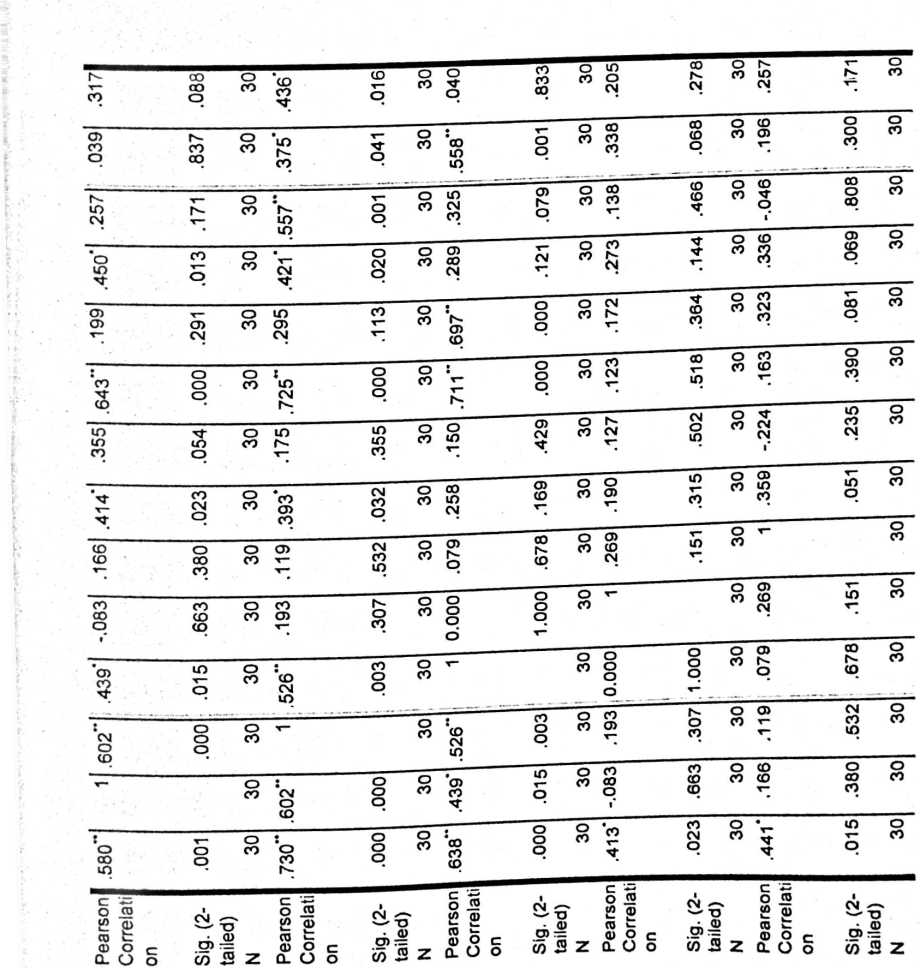 Pearson .580** 1 .602** .439* -.083 .166 .414* .355 .643** .199 .450* .257 .039 .317
Correlati
on
Sig. (2- .001 .000 .015 .663 .380 .023 .054 .000 .291 .013 .171 .837 .088
tailed)
N 30 30 30 30 30 30 30 30 30 30 30 30 30 30
Pearson .730** .602** 1 .526** .193 .119 .393* .175 .725** .295 .421* .557** .375* .436*
Correlati
on
Sig. (2- .000 .000 .003 .307 .532 .032 .355 .000 .113 .020 .001 .041 .016
tailed)
N 30 30 30 30 30 30 30 30 30 30 30 30 30 30
Pearson .638** .439* .526** 1 0.000 .079 .258 .150 .711** .697** .289 .325 .558** .040
Correlati
on
Sig. (2- .000 .015 .003 1.000 .678 .169 .429 .000 .000 .121 .079 .001 .833
tailed)
N 30 30 30 30 30 30 30 30 30 30 30 30 30 30
Pearson .413* -.083 .193 0.000 1 .269 .190 .127 .123 .172 .273 .138 .338 .205
Correlati
on
Sig. (2- .023 .663 .307 1.000 .151 .315 .502 .518 .364 .144 .466 .068 .278
tailed)
N 30 30 30 30 30 30 30 30 30 30 30 30 30 30
Pearson .441* .166 .119 .079 .269 1 .359 -.224 .163 .323 .336 -.046 .196 .257
Correlati
on
Sig. (2- .015 .380 .532 .678 .151 .051 .235 .390 .081 .069 .808 .300 .171
tailed)
N 30 30 30 30 30 30 30 30 30 30 30 30 30 30